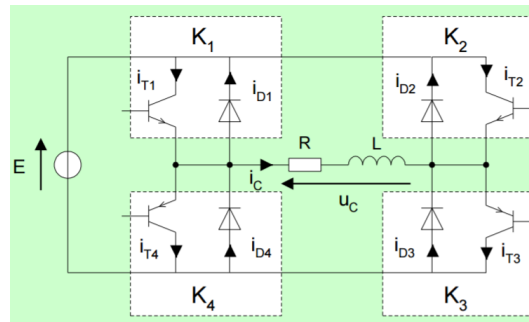 K1 K2
iT1 iD1 iD2 iT2
R L
E iC
uC
iT4 iD4 iD3 iT3
K4 K3